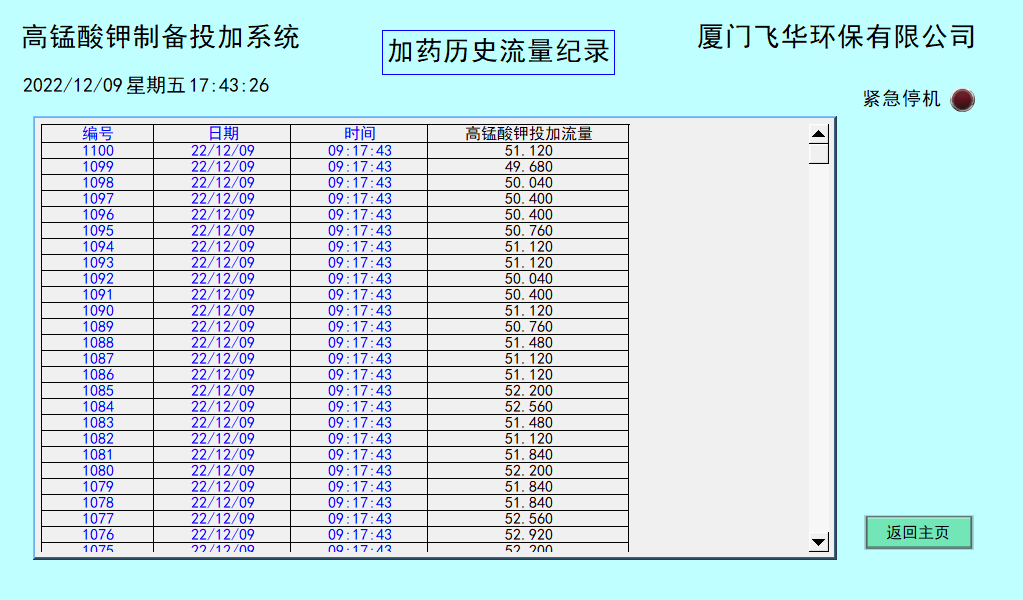 高锰酸钾制备投加系统
加药历史流量纪录
厦门飞华环保有限公司
2022/12/09 星期五 17:43:26
紧急停机
编号 日期 时间 高锰酸钾投加流量
1100 22/12/09 09:17:43 51.120
1099 22/12/09 09:17:43 49.680
1098 22/12/09 09:17:43 50.040
1097 22/12/09 09:17:43 50.400
1096 22/12/09 09:17:43 50.400
1095 22/12/09 09:17:43 50.760
1094 22/12/09 09:17:43 51.120
1093 22/12/09 09:17:43 51.120
1092 22/12/09 09:17:43 50.040
1091 22/12/09 09:17:43 50.400
1090 22/12/09 09:17:43 51.120
1089 22/12/09 09:17:43 50.760
1088 22/12/09 09:17:43 51.480
1087 22/12/09 09:17:43 51.120
1086 22/12/09 09:17:43 51.120
1085 22/12/09 09:17:43 52.200
1084 22/12/09 09:17:43 52.560
1083 22/12/09 09:17:43 51.480
1082 22/12/09 09:17:43 51.120
1081 22/12/09 09:17:43 51.840
1080 22/12/09 09:17:43 52.200
1079 22/12/09 09:17:43 51.840
1078 22/12/09 09:17:43 51.840
1077 22/12/09 09:17:43 52.560
1076 22/12/09 09:17:43 52.920
1075 22/12/09 09:17:43 52.200
返回主页